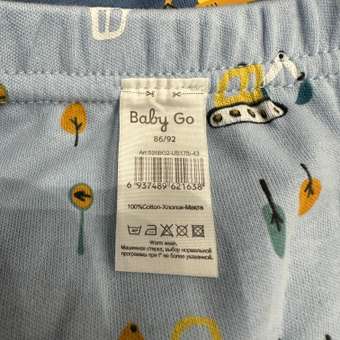 Baby Go
86/92
6 937489 621638
100%Cotton-Хлопок-Мақта
Warm wash.
Машинная стирка, выбор нормальной
программы при t° не более указанной.